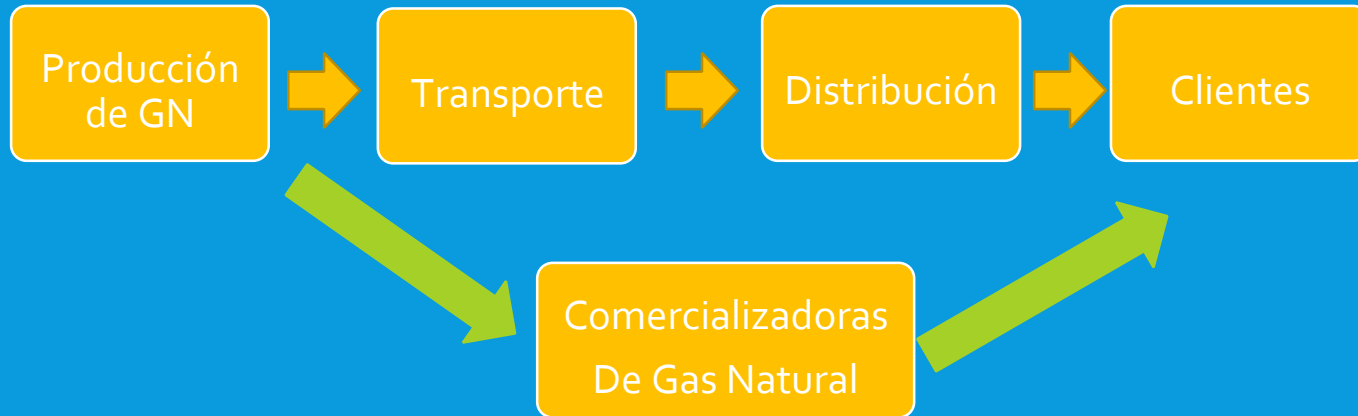 Producción
de GN
Transporte
Distribución
Clientes
Comercializadoras
De Gas Natural